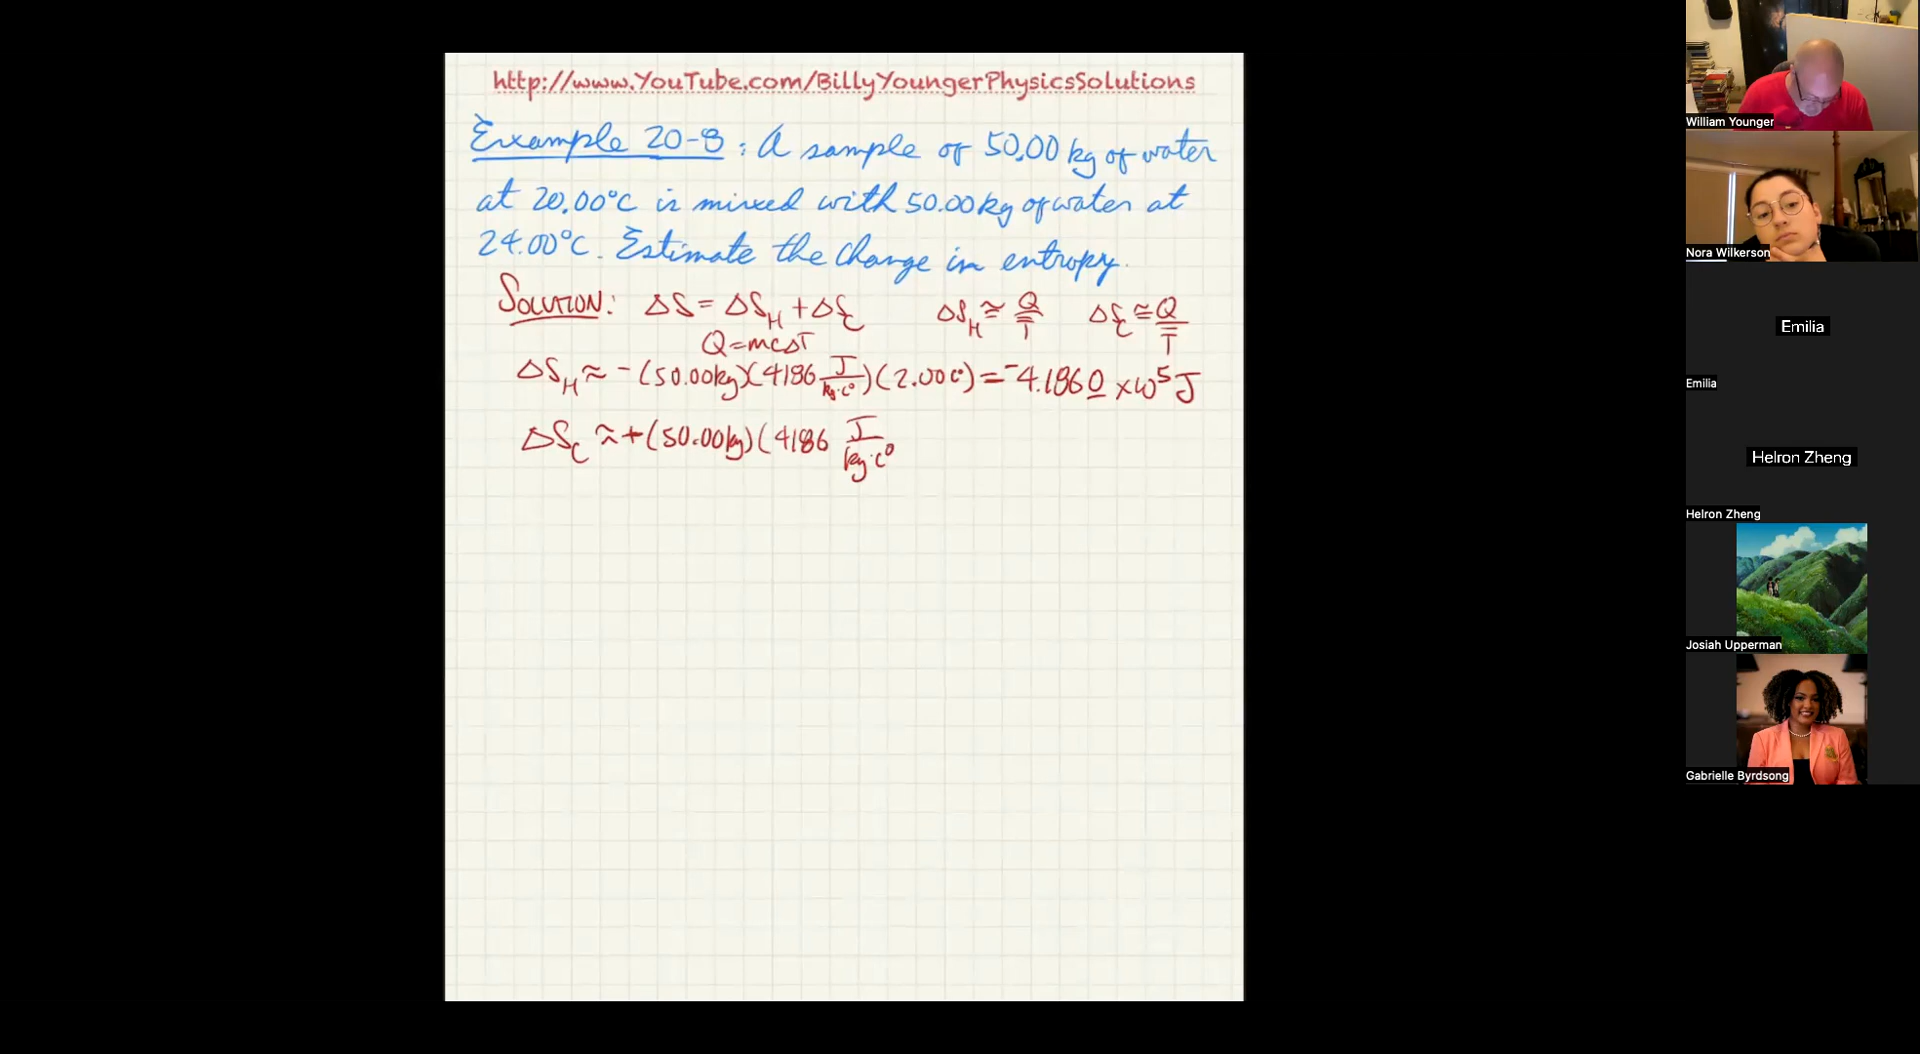 http://www.YouTube.com/BillyYoungerPhysicsSolutions
Example 20-8: A sample of 50.00 kg of water
at 20.00°C is mixed with 50.00 kg of water at
24.00°C. Estimate the change in entropy.
SOLUTION: ΔS = ΔS_H + ΔS_C ΔS_H ≅ Q/T̿ ΔS_C ≅ Q/T̿
Q = mcΔT
ΔS_H ≈ -(50.00kg)(4186 J/kg·C°)(2.00 C°) = -4.1860 ×10⁵ J
ΔS_C ≈ +(50.00kg)(4186 J/kg·C°
William Younger
Nora Wilkerson
Emilia
Emilia
Helron Zheng
Helron Zheng
Josiah Upperman
Gabrielle Byrdsong